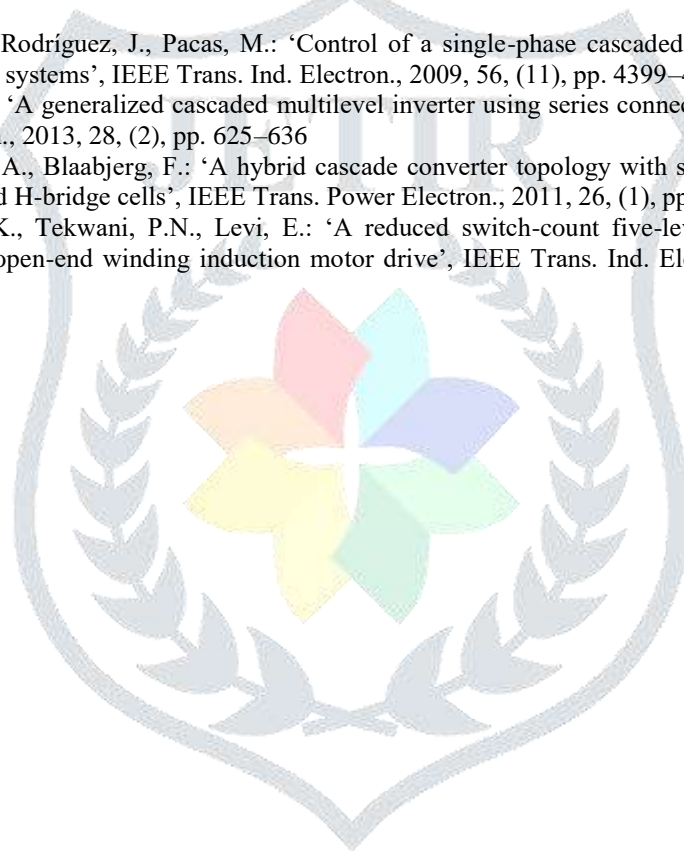 Rodríguez, J., Pacas, M.: ‘Control of a single-phase cascaded
systems’, IEEE Trans. Ind. Electron., 2009, 56, (11), pp. 4399–
‘A generalized cascaded multilevel inverter using series connec
., 2013, 28, (2), pp. 625–636
A., Blaabjerg, F.: ‘A hybrid cascade converter topology with s
d H-bridge cells’, IEEE Trans. Power Electron., 2011, 26, (1), pp
K., Tekwani, P.N., Levi, E.: ‘A reduced switch-count five-lev
open-end winding induction motor drive’, IEEE Trans. Ind. Ele
JETIR